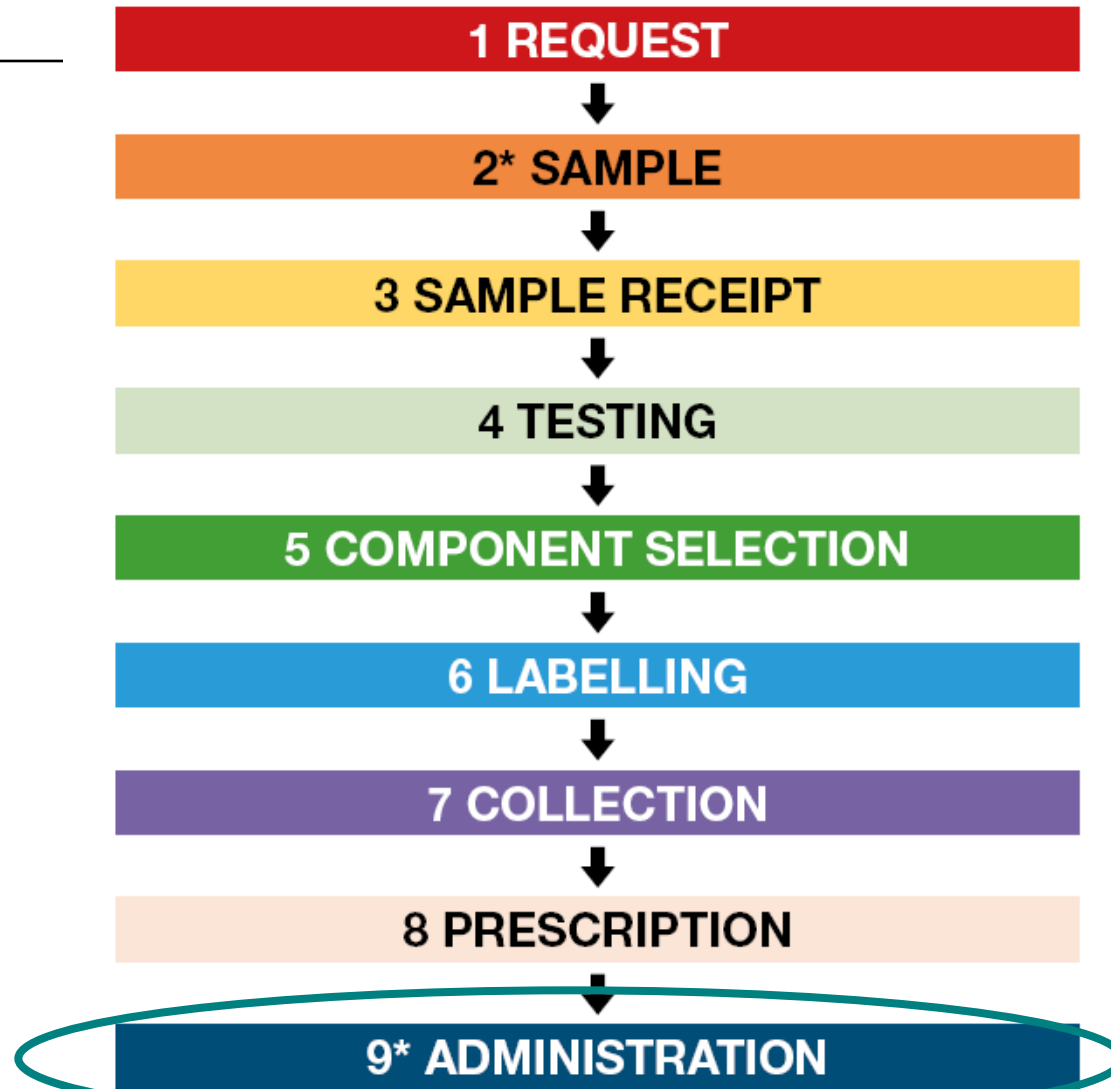 1 REQUEST
2* SAMPLE
3 SAMPLE RECEIPT
4 TESTING
5 COMPONENT SELECTION
6 LABELLING
7 COLLECTION
8 PRESCRIPTION
9* ADMINISTRATION